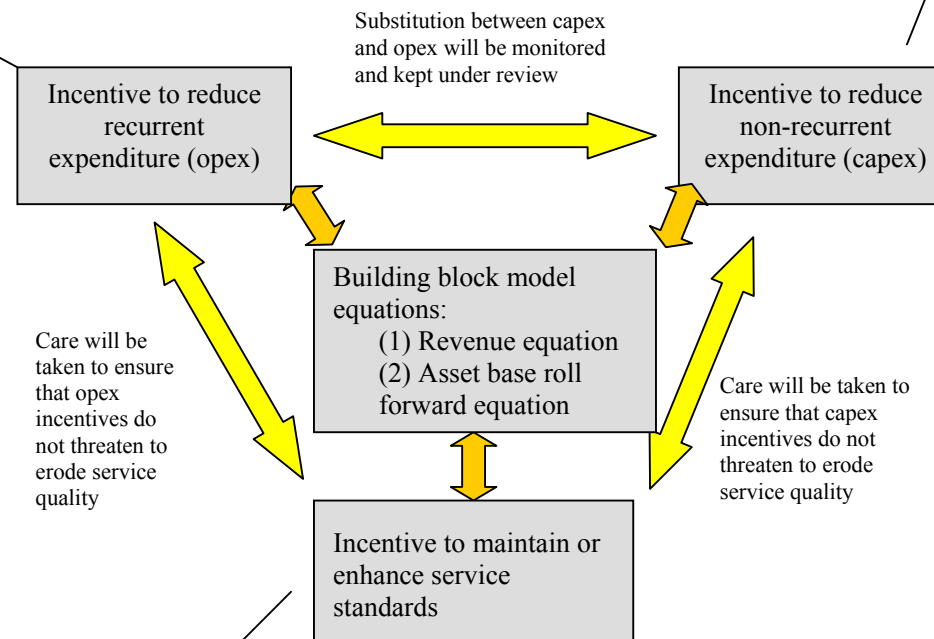 Substitution between capex
and opex will be monitored
and kept under review
Incentive to reduce
recurrent
expenditure (opex)
Incentive to reduce
non-recurrent
expenditure (capex)
Building block model
equations:
(1) Revenue equation
(2) Asset base roll
forward equation
Care will be
taken to ensure
that opex
incentives do
not threaten to
erode service
quality
Care will be taken to
ensure that capex
incentives do not
threaten to erode
service quality
Incentive to maintain or
enhance service
standards